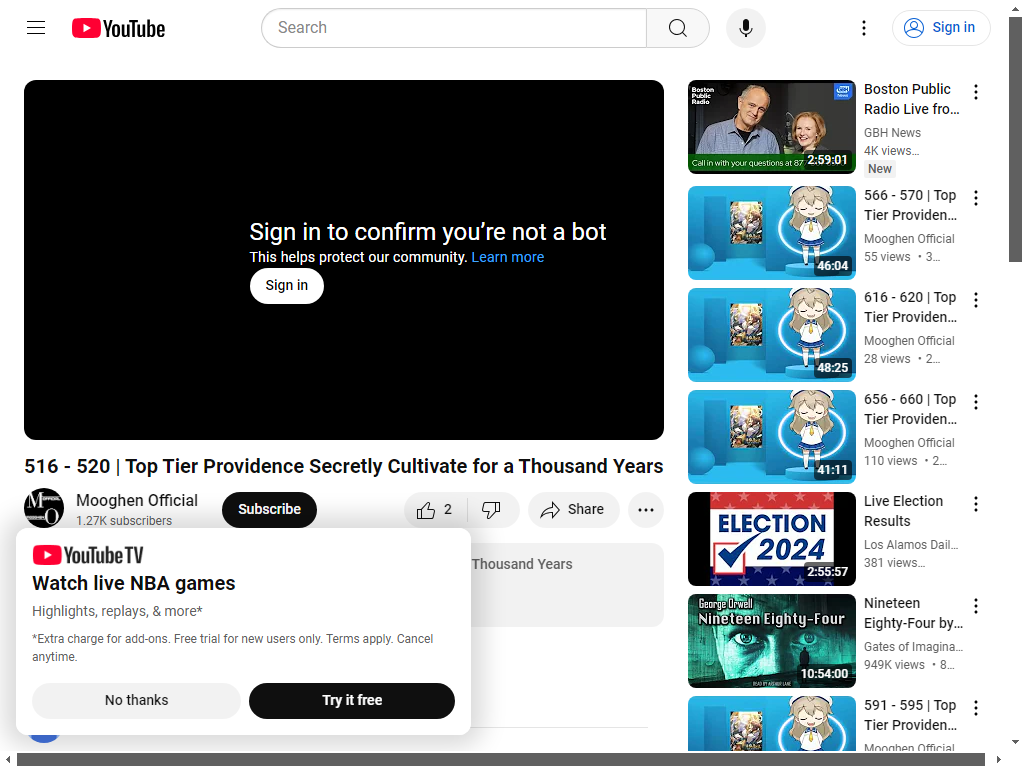 YouTube
Search
Sign in
Sign in to confirm you’re not a bot
This helps protect our community. Learn more
Sign in
516 - 520 | Top Tier Providence Secretly Cultivate for a Thousand Years
Mooghen Official
1.27K subscribers
Subscribe
2
Share
Thousand Years
YouTube TV
Watch live NBA games
Highlights, replays, & more*
*Extra charge for add-ons. Free trial for new users only. Terms apply. Cancel
anytime.
No thanks
Try it free
Boston
Public
Radio
Call in with your questions at 87
2:59:01
Boston Public
Radio Live fro...
GBH News
4K views...
New
46:04
566 - 570 | Top
Tier Providen...
Mooghen Official
55 views • 3...
48:25
616 - 620 | Top
Tier Providen...
Mooghen Official
28 views • 2...
41:11
656 - 660 | Top
Tier Providen...
Mooghen Official
110 views • 2...
ELECTION
2024
2:55:57
Live Election
Results
Los Alamos Dail...
381 views...
George Orwell
Nineteen Eighty-Four
READ BY ARTHUR LANE
10:54:00
Nineteen
Eighty-Four by...
Gates of Imagina...
949K views • 8...
591 - 595 | Top
Tier Providen...
Mooghen Official